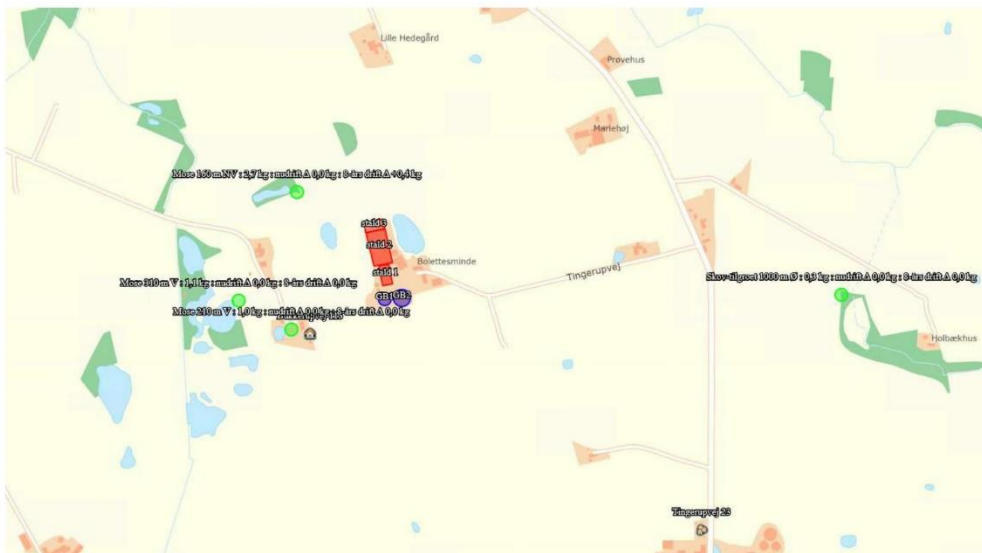 Lille Hedegård
Prøvehus
Mariehøj
Mose 160 m NV : 2,7 kg : nudrift Δ 0,0 kg : 8-års drift Δ +0,4 kg
stald 3
stald 2
Bolettesminde
stald 1
Tingerupvej
Skov-tilgroet 1000 m Ø : 0,3 kg : nudrift Δ 0,0 kg : 8-års drift Δ 0,0 kg
Mose 310 m V : 1,1 kg : nudrift Δ 0,0 kg : 8-års drift Δ 0,0 kg
GB1 GB2
Mose 210 m V : 1,0 kg : nudrift Δ 0,0 kg : 8-års drift Δ 0,0 kg
Holbækhus
Tingerupvej 23